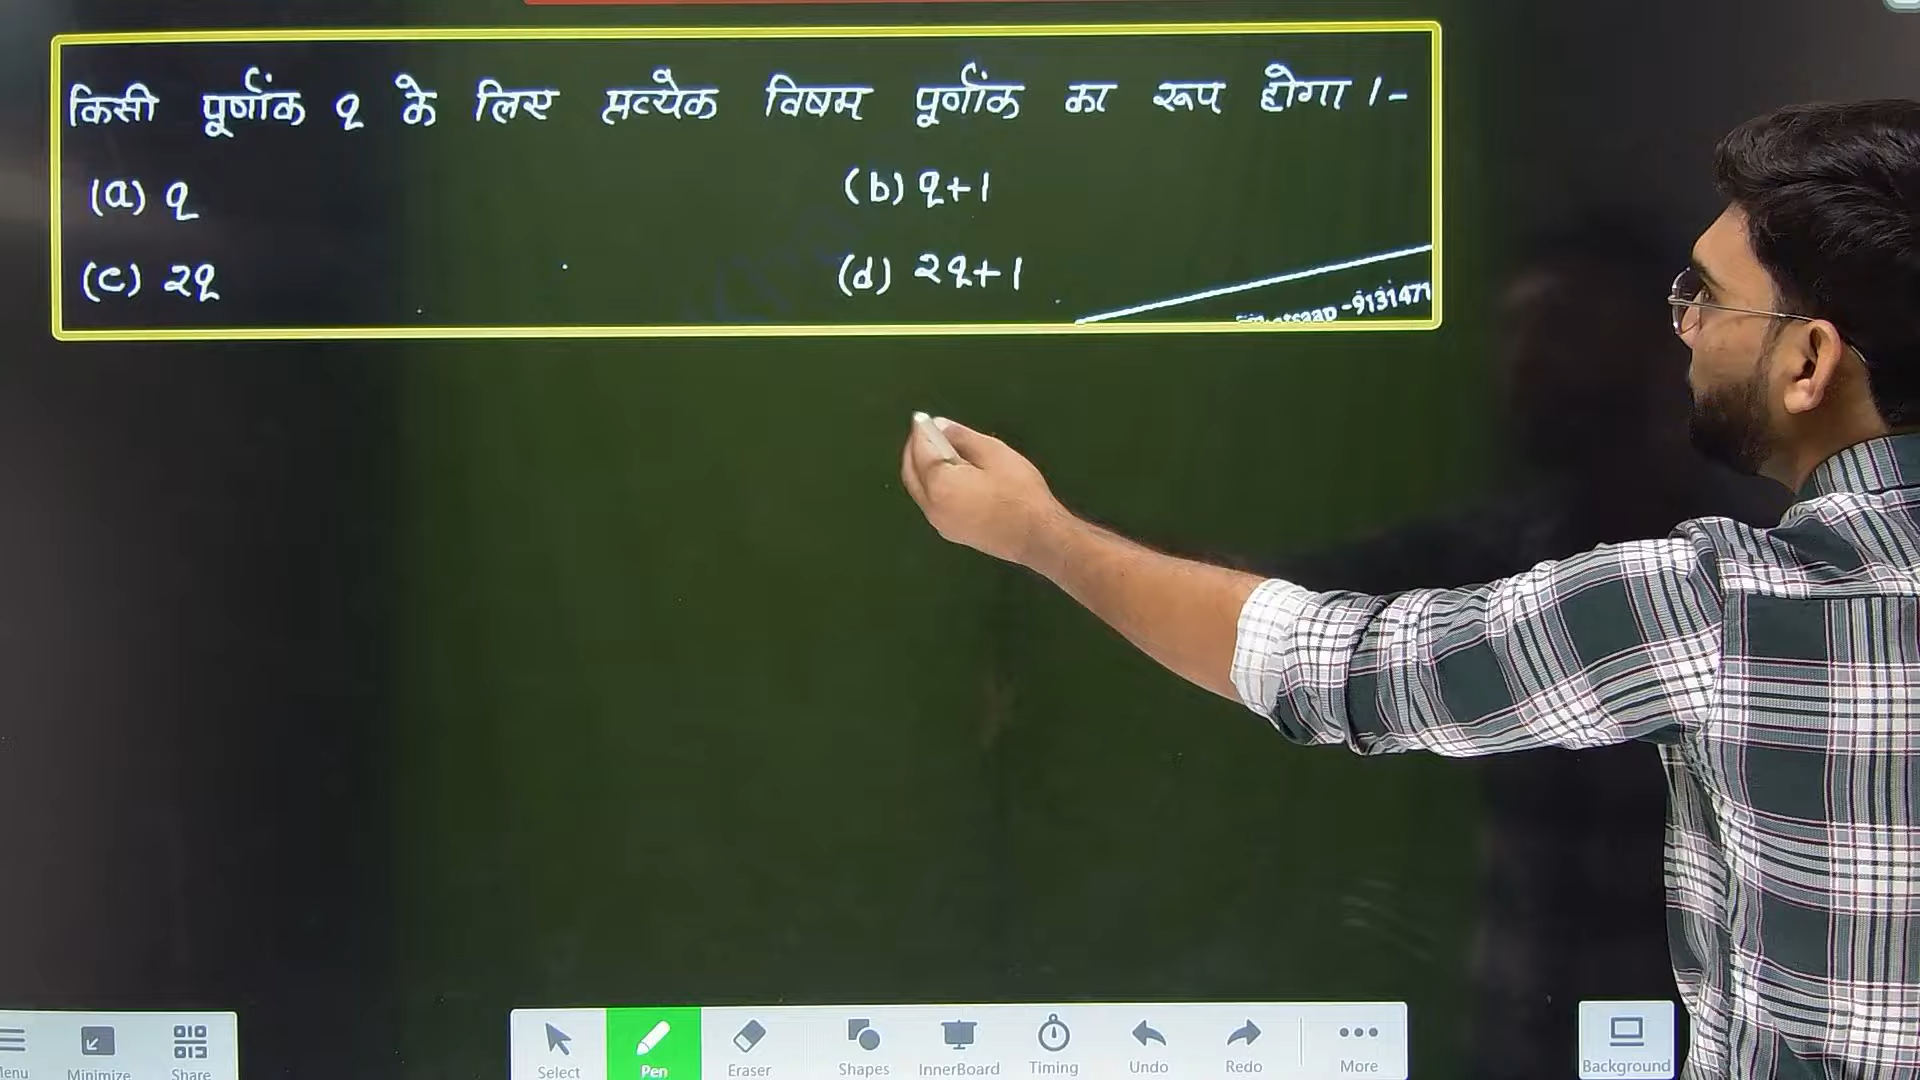 किसी पूर्णांक q के लिए प्रत्येक विषम पूर्णांक का रूप होगा ।-
(a) q
(b) q+1
(c) 2q
(d) 2q+1
-9131471
Minimize
Share
Select
Pen
Eraser
Shapes
InnerBoard
Timing
Undo
Redo
More
Background